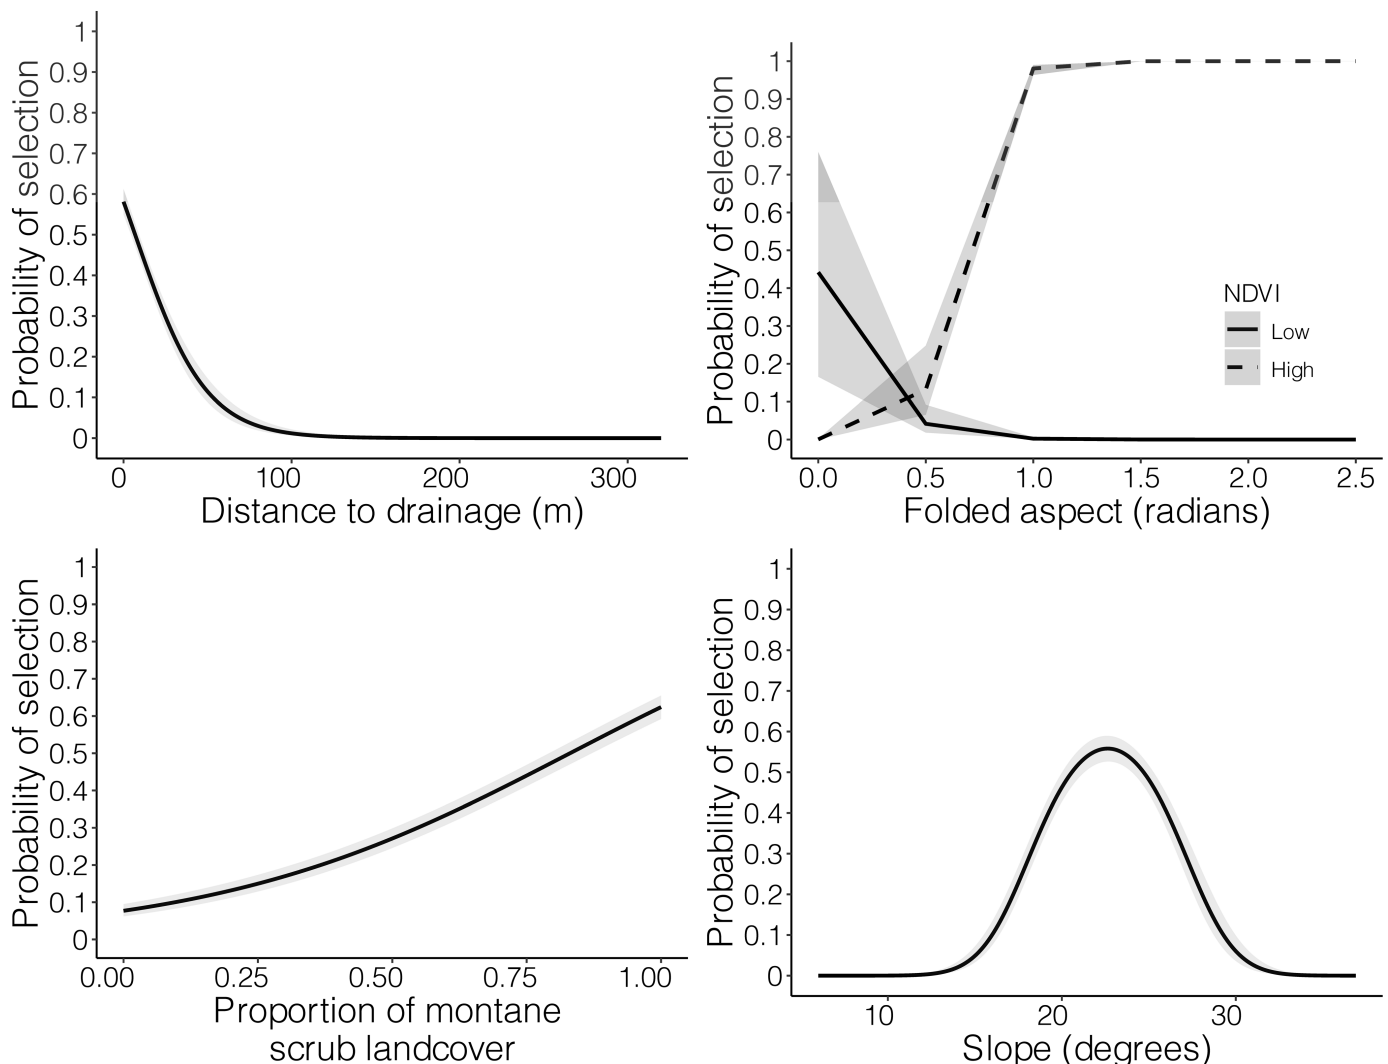 Probability of selection
1
0.9
0.8
0.7
0.6
0.5
0.4
0.3
0.2
0.1
0
0 100 200 300
Distance to drainage (m)
Probability of selection
1
0.9
0.8
0.7
0.6
0.5
0.4
0.3
0.2
0.1
0
NDVI
Low
High
0.0 0.5 1.0 1.5 2.0 2.5
Folded aspect (radians)
Probability of selection
1
0.9
0.8
0.7
0.6
0.5
0.4
0.3
0.2
0.1
0
0.00 0.25 0.50 0.75 1.00
Proportion of montane
scrub landcover
Probability of selection
1
0.9
0.8
0.7
0.6
0.5
0.4
0.3
0.2
0.1
0
10 20 30
Slope (degrees)